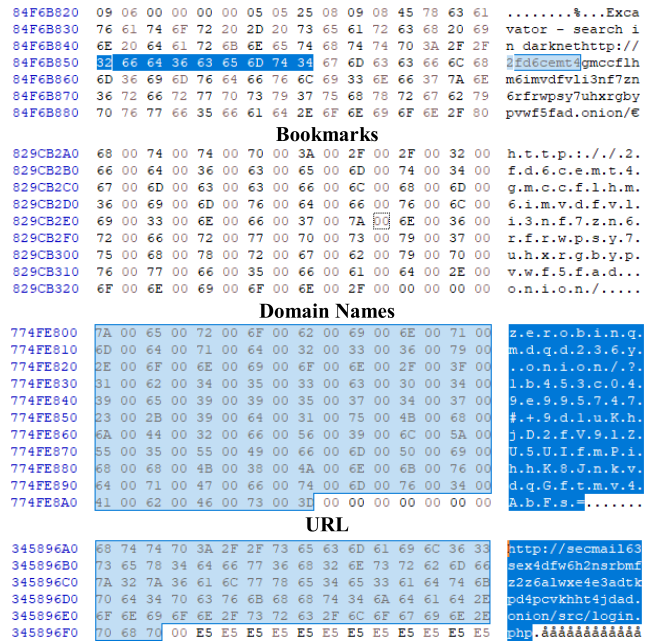 84F6B820 09 06 00 00 00 00 05 05 25 08 09 08 45 78 63 61 ........%...Exca
84F6B830 76 61 74 6F 72 20 2D 20 73 65 61 72 63 68 20 69 vator - search i
84F6B840 6E 20 64 61 72 6B 6E 65 74 68 74 74 70 3A 2F 2F n darknethttp://
84F6B850 32 66 64 36 63 65 6D 74 34 67 6D 63 63 66 6C 68 2fd6cemt4gmccflh
84F6B860 6D 36 69 6D 76 64 66 76 6C 69 33 6E 66 37 7A 6E m6imvdfvli3nf7zn
84F6B870 36 72 66 72 77 70 73 79 37 75 68 78 72 67 62 79 6rfrwpsy7uhxrgby
84F6B880 70 76 77 66 35 66 61 64 2E 6F 6E 69 6F 6E 2F 80 pvwf5fad.onion/€
Bookmarks
829CB2A0 68 00 74 00 74 00 70 00 3A 00 2F 00 2F 00 32 00 h.t.t.p.:././.2.
829CB2B0 66 00 64 00 36 00 63 00 65 00 6D 00 74 00 34 00 f.d.6.c.e.m.t.4.
829CB2C0 67 00 6D 00 63 00 63 00 66 00 6C 00 68 00 6D 00 g.m.c.c.f.l.h.m.
829CB2D0 36 00 69 00 6D 00 76 00 64 00 66 00 76 00 6C 00 6.i.m.v.d.f.v.l.
829CB2E0 69 00 33 00 6E 00 66 00 37 00 7A 00 6E 00 36 00 i.3.n.f.7.z.n.6.
829CB2F0 72 00 66 00 72 00 77 00 70 00 73 00 79 00 37 00 r.f.r.w.p.s.y.7.
829CB300 75 00 68 00 78 00 72 00 67 00 62 00 79 00 70 00 u.h.x.r.g.b.y.p.
829CB310 76 00 77 00 66 00 35 00 66 00 61 00 64 00 2E 00 v.w.f.5.f.a.d...
829CB320 6F 00 6E 00 69 00 6F 00 6E 00 2F 00 00 00 00 00 o.n.i.o.n./.....
Domain Names
774FE800 7A 00 65 00 72 00 6F 00 62 00 69 00 6E 00 71 00 z.e.r.o.b.i.n.q.
774FE810 6D 00 64 00 71 00 64 00 32 00 33 00 36 00 79 00 m.d.q.d.2.3.6.y.
774FE820 2E 00 6F 00 6E 00 69 00 6F 00 6E 00 2F 00 3F 00 ..o.n.i.o.n./.?.
774FE830 31 00 62 00 34 00 35 00 33 00 63 00 30 00 34 00 1.b.4.5.3.c.0.4.
774FE840 39 00 65 00 39 00 39 00 35 00 37 00 34 00 37 00 9.e.9.9.5.7.4.7.
774FE850 23 00 2B 00 39 00 64 00 31 00 75 00 4B 00 68 00 #.+.9.d.1.u.K.h.
774FE860 6A 00 44 00 32 00 66 00 56 00 39 00 6C 00 5A 00 j.D.2.f.V.9.l.Z.
774FE870 55 00 35 00 55 00 49 00 66 00 6D 00 50 00 69 00 U.5.U.I.f.m.P.i.
774FE880 68 00 68 00 4B 00 38 00 4A 00 6E 00 6B 00 76 00 h.h.K.8.J.n.k.v.
774FE890 64 00 71 00 47 00 66 00 74 00 6D 00 76 00 34 00 d.q.G.f.t.m.v.4.
774FE8A0 41 00 62 00 46 00 73 00 3D 00 00 00 00 00 00 00 A.b.F.s.=.......
URL
345896A0 68 74 74 70 3A 2F 2F 73 65 63 6D 61 69 6C 36 33 http://secmail63
345896B0 73 65 78 34 64 66 77 36 68 32 6E 73 72 62 6D 66 sex4dfw6h2nsrbmf
345896C0 7A 32 7A 36 61 6C 77 78 65 34 65 33 61 64 74 6B z2z6alwxe4e3adtk
345896D0 70 64 34 70 63 76 6B 68 68 74 34 6A 64 61 64 2E pd4pcvkhht4jdad.
345896E0 6F 6E 69 6F 6E 2F 73 72 63 2F 6C 6F 67 69 6E 2E onion/src/login.
345896F0 70 68 70 00 E5 E5 E5 E5 E5 E5 E5 E5 E5 E5 E5 E5 php.åååååååååååå